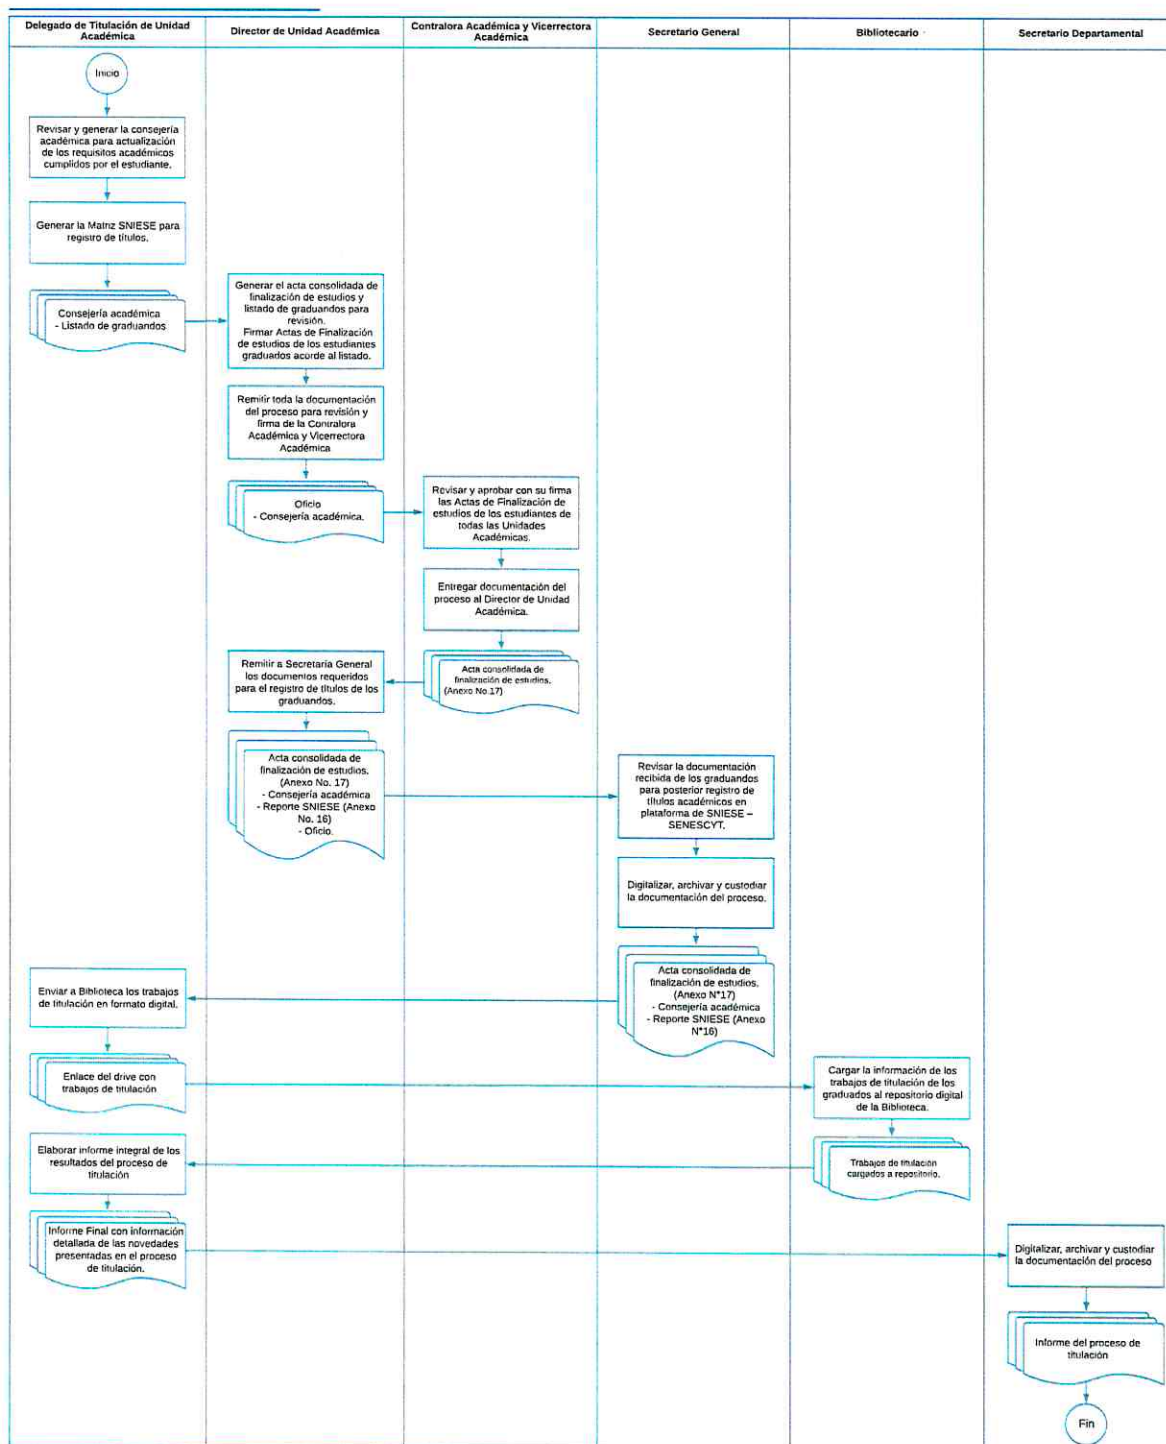 Delegado de Titulación de Unidad
Académica
Director de Unidad Académica
Contralora Académica y Vicerrectora
Académica
Secretario General
Bibliotecario
Secretario Departamental
Inicio
Revisar y generar la consejería
académica para actualización
de los requisitos académicos
cumplidos por el estudiante.
Generar la Matriz SNIESE para
registro de títulos.
Consejería académica
- Listado de graduandos
Generar el acta consolidada de
finalización de estudios y
listado de graduandos para
revisión.
Firmar Actas de Finalización
de estudios de los estudiantes
graduados acorde al listado.
Remitir toda la documentación
del proceso para revisión y
firma de la Contralora
Académica y Vicerrectora
Académica
Oficio
- Consejería académica.
Revisar y aprobar con su firma
las Actas de Finalización de
estudios de los estudiantes de
todas las Unidades
Académicas.
Entregar documentación del
proceso al Director de Unidad
Académica.
Acta consolidada de
finalización de estudios.
(Anexo No.17)
Remitir a Secretaría General
los documentos requeridos
para el registro de títulos de los
graduandos.
Acta consolidada de
finalización de estudios.
(Anexo No. 17)
- Consejería académica
- Reporte SNIESE (Anexo
No. 16)
- Oficio.
Revisar la documentación
recibida de los graduandos
para posterior registro de
títulos académicos en
plataforma de SNIESE –
SENESCYT.
Digitalizar, archivar y custodiar
la documentación del proceso.
Acta consolidada de
finalización de estudios.
(Anexo N°17)
- Consejería académica
- Reporte SNIESE (Anexo
N°16)
Enviar a Biblioteca los trabajos
de titulación en formato digital.
Enlace del drive con
trabajos de titulación
Cargar la información de los
trabajos de titulación de los
graduados al repositorio digital
de la Biblioteca.
Trabajos de titulación
cargados a repositorio.
Elaborar informe integral de los
resultados del proceso de
titulación
Informe Final con información
detallada de las novedades
presentadas en el proceso
de titulación.
Digitalizar, archivar y custodiar
la documentación del proceso
Informe del proceso de
titulación
Fin